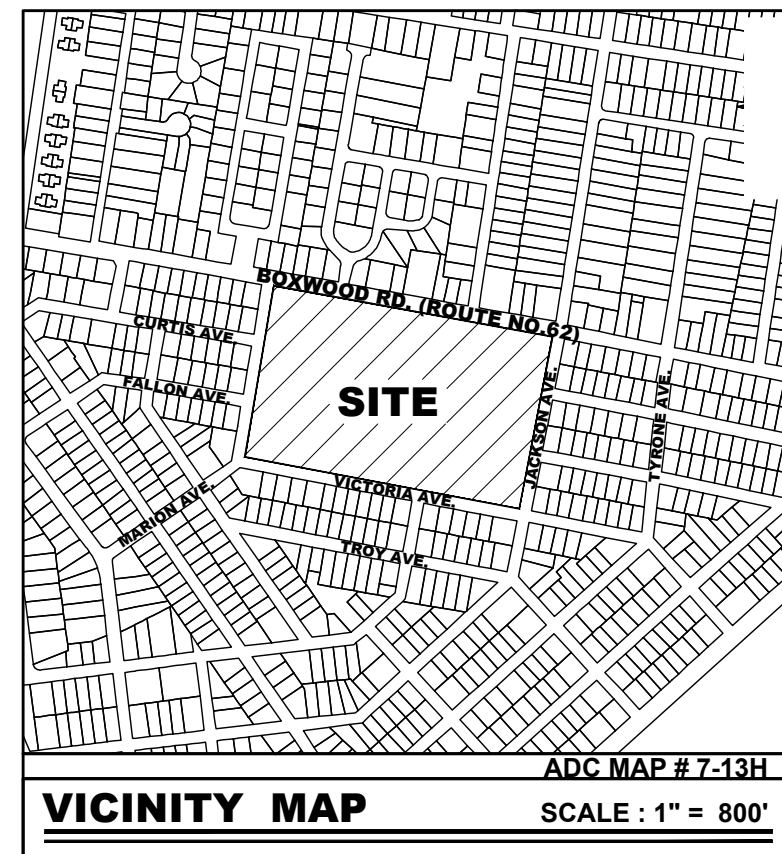 BOXWOOD RD. (ROUTE NO.62)
CURTIS AVE.
FALLON AVE.
SITE
JACKSON AVE.
TYRONE AVE.
VICTORIA AVE.
MARION AVE.
TROY AVE.
ADC MAP # 7-13H
VICINITY MAP
SCALE : 1" = 800'